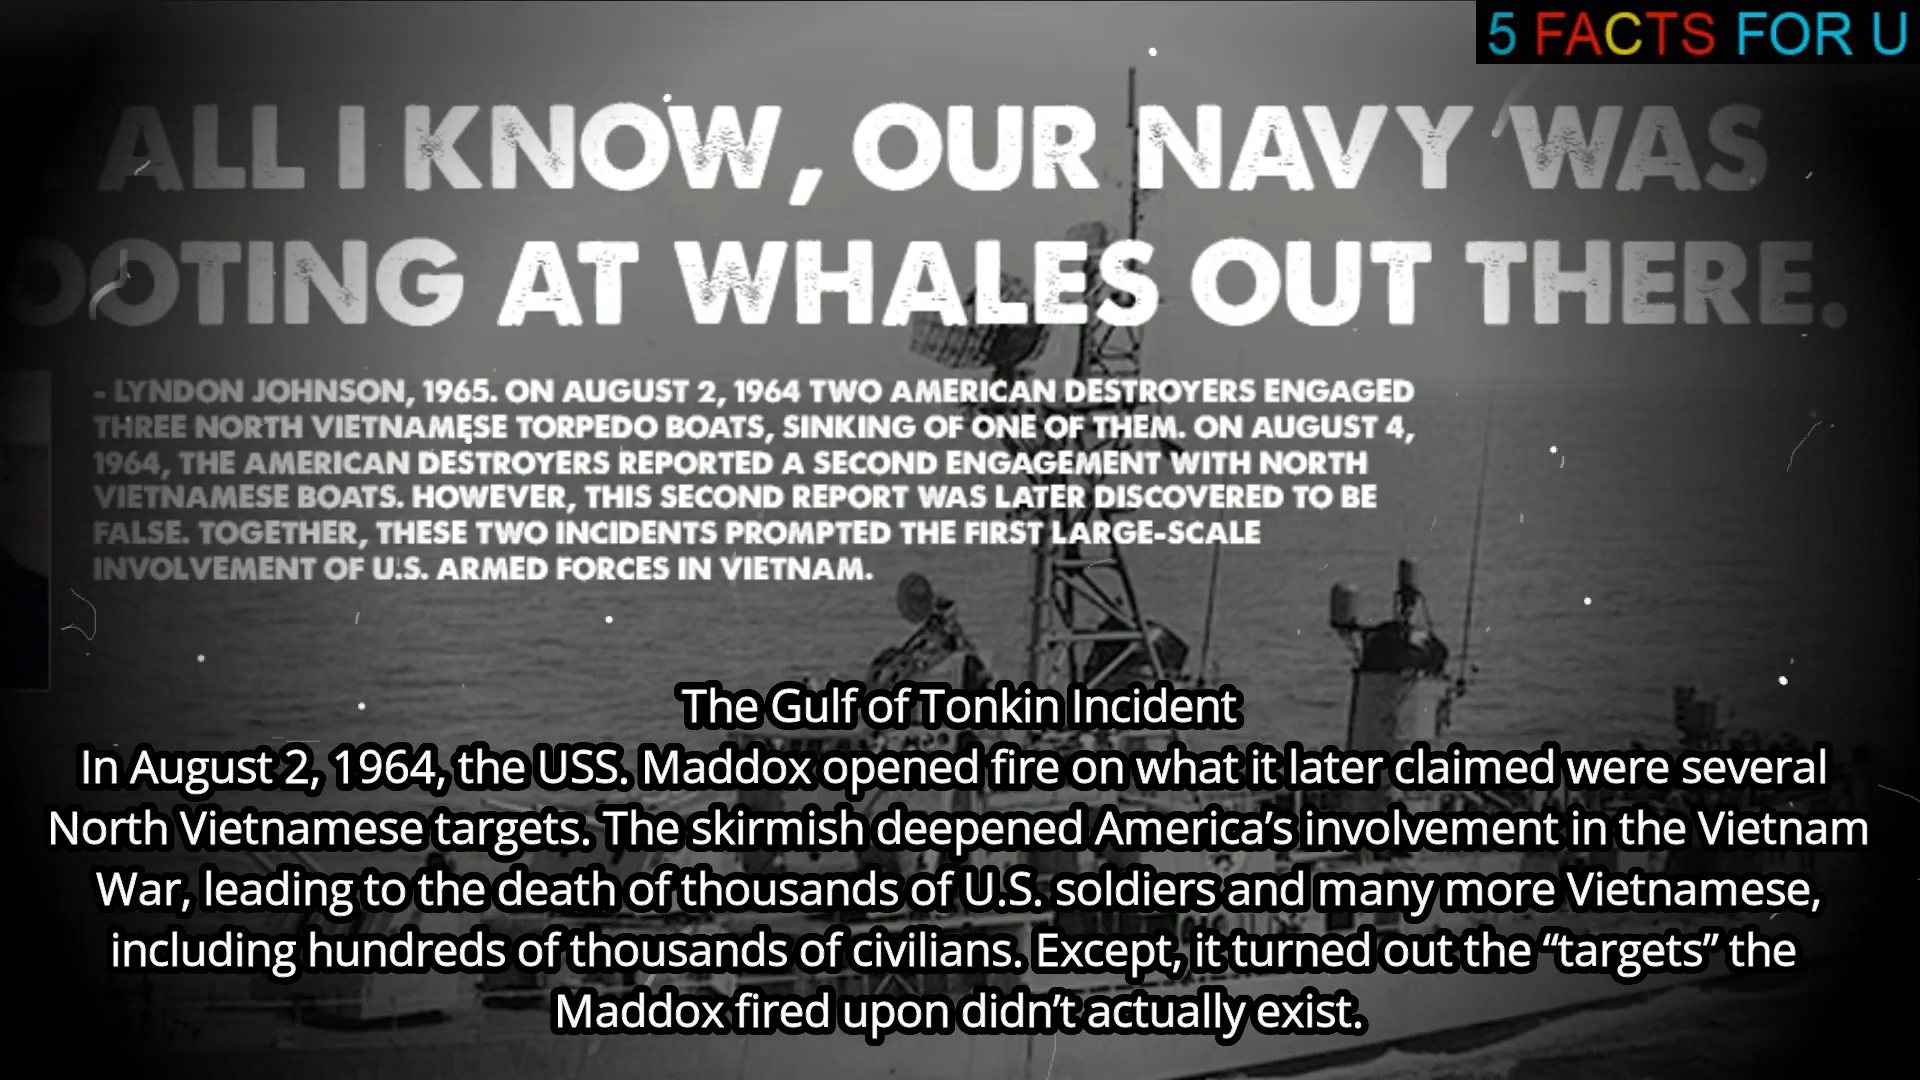 5 FACTS FOR U
ALL I KNOW, OUR NAVY WAS
OOTING AT WHALES OUT THERE.
- LYNDON JOHNSON, 1965. ON AUGUST 2, 1964 TWO AMERICAN DESTROYERS ENGAGED
THREE NORTH VIETNAMESE TORPEDO BOATS, SINKING OF ONE OF THEM. ON AUGUST 4,
1964, THE AMERICAN DESTROYERS REPORTED A SECOND ENGAGEMENT WITH NORTH
VIETNAMESE BOATS. HOWEVER, THIS SECOND REPORT WAS LATER DISCOVERED TO BE
FALSE. TOGETHER, THESE TWO INCIDENTS PROMPTED THE FIRST LARGE-SCALE
INVOLVEMENT OF U.S. ARMED FORCES IN VIETNAM.
The Gulf of Tonkin Incident
In August 2, 1964, the USS. Maddox opened fire on what it later claimed were several
North Vietnamese targets. The skirmish deepened America’s involvement in the Vietnam
War, leading to the death of thousands of U.S. soldiers and many more Vietnamese,
including hundreds of thousands of civilians. Except, it turned out the “targets” the
Maddox fired upon didn’t actually exist.